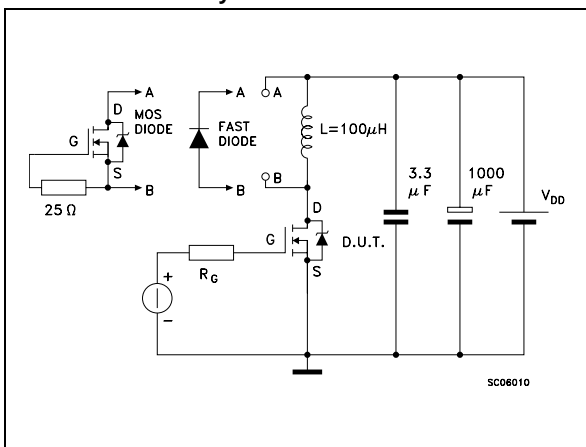 A
D
MOS
DIODE
G
S
B
25 Ω
A
FAST
DIODE
B
A
B
L=100μH
D
G
D.U.T.
S
RG
+
−
3.3
μF
1000
μF
VDD
SC06010